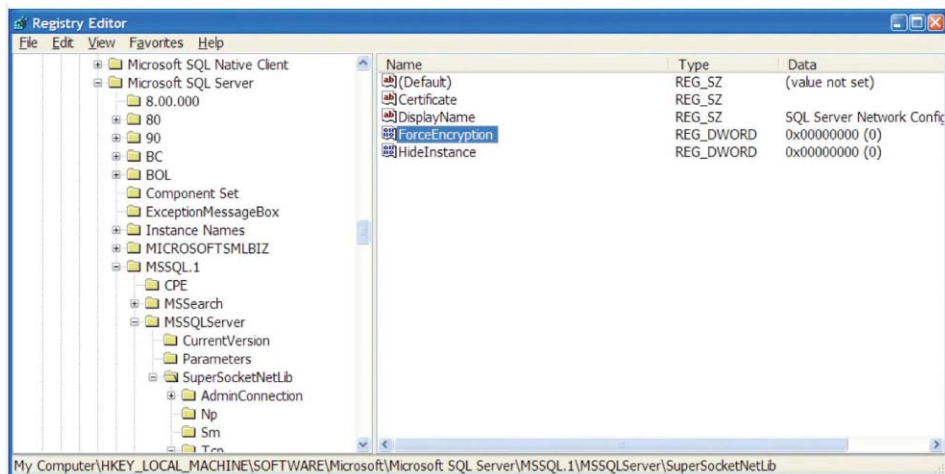 Registry Editor
File Edit View Favorites Help
Microsoft SQL Native Client
Microsoft SQL Server
8.00.000
80
90
BC
BOL
Component Set
ExceptionMessageBox
Instance Names
MICROSOFTSMLBIZ
MSSQL.1
CPE
MSSearch
MSSQLServer
CurrentVersion
Parameters
SuperSocketNetLib
AdminConnection
Np
Sm
Tcp
Name Type Data
(Default) REG_SZ (value not set)
Certificate REG_SZ
DisplayName REG_SZ SQL Server Network Config
ForceEncryption REG_DWORD 0x00000000 (0)
HideInstance REG_DWORD 0x00000000 (0)
My Computer\HKEY_LOCAL_MACHINE\SOFTWARE\Microsoft\Microsoft SQL Server\MSSQL.1\MSSQLServer\SuperSocketNetLib